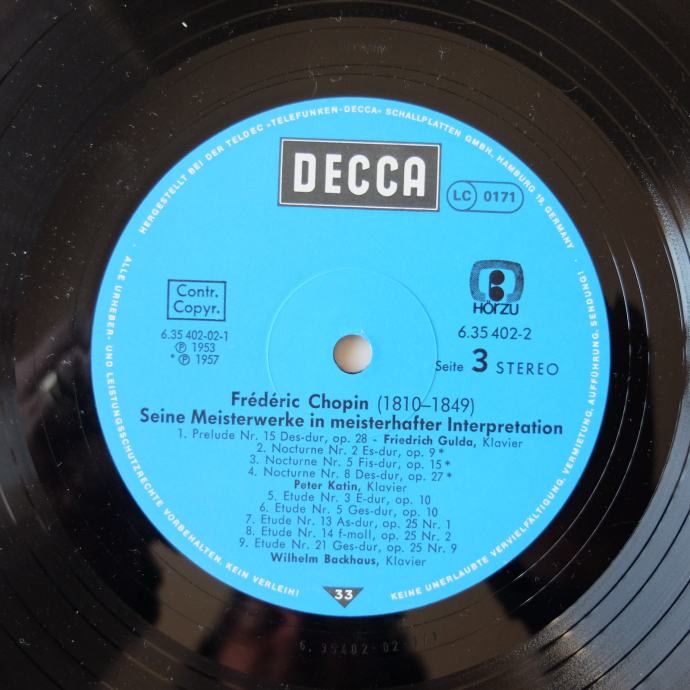 HERGESTELLT BEI DER TELDEC »TELEFUNKEN-DECCA« SCHALLPLATTEN GMBH, HAMBURG 19, GERMANY ·
DECCA
LC 0171
Contr.
Copyr.
HÖRZU
6.35 402-02-1
℗ 1953
* ℗ 1957
6.35 402-2
Seite 3 STEREO
Frédéric Chopin (1810–1849)
Seine Meisterwerke in meisterhafter Interpretation
1. Prelude Nr. 15 Des-dur, op. 28 - Friedrich Gulda, Klavier
2. Nocturne Nr. 2 Es-dur, op. 9 *
3. Nocturne Nr. 5 Fis-dur, op. 15 *
4. Nocturne Nr. 8 Des-dur, op. 27 *
Peter Katin, Klavier
5. Etude Nr. 3 E-dur, op. 10
6. Etude Nr. 5 Ges-dur, op. 10
7. Etude Nr. 13 As-dur, op. 25 Nr. 1
8. Etude Nr. 14 f-moll, op. 25 Nr. 2
9. Etude Nr. 21 Ges-dur, op. 25 Nr. 9
Wilhelm Backhaus, Klavier
33
· ALLE URHEBER- UND LEISTUNGSSCHUTZRECHTE VORBEHALTEN. KEIN VERLEIH!
KEINE UNERLAUBTE VERVIELFÄLTIGUNG, VERMIETUNG, AUFFÜHRUNG, SENDUNG!
6.35402-02-1